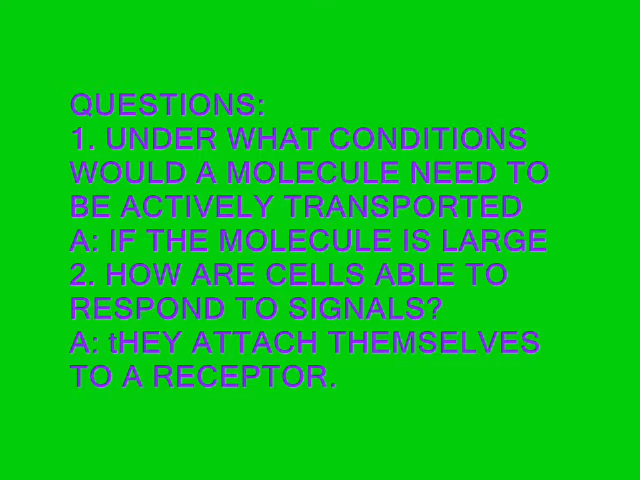 QUESTIONS:
1. UNDER WHAT CONDITIONS
WOULD A MOLECULE NEED TO
BE ACTIVELY TRANSPORTED
A: IF THE MOLECULE IS LARGE
2. HOW ARE CELLS ABLE TO
RESPOND TO SIGNALS?
A: tHEY ATTACH THEMSELVES
TO A RECEPTOR.